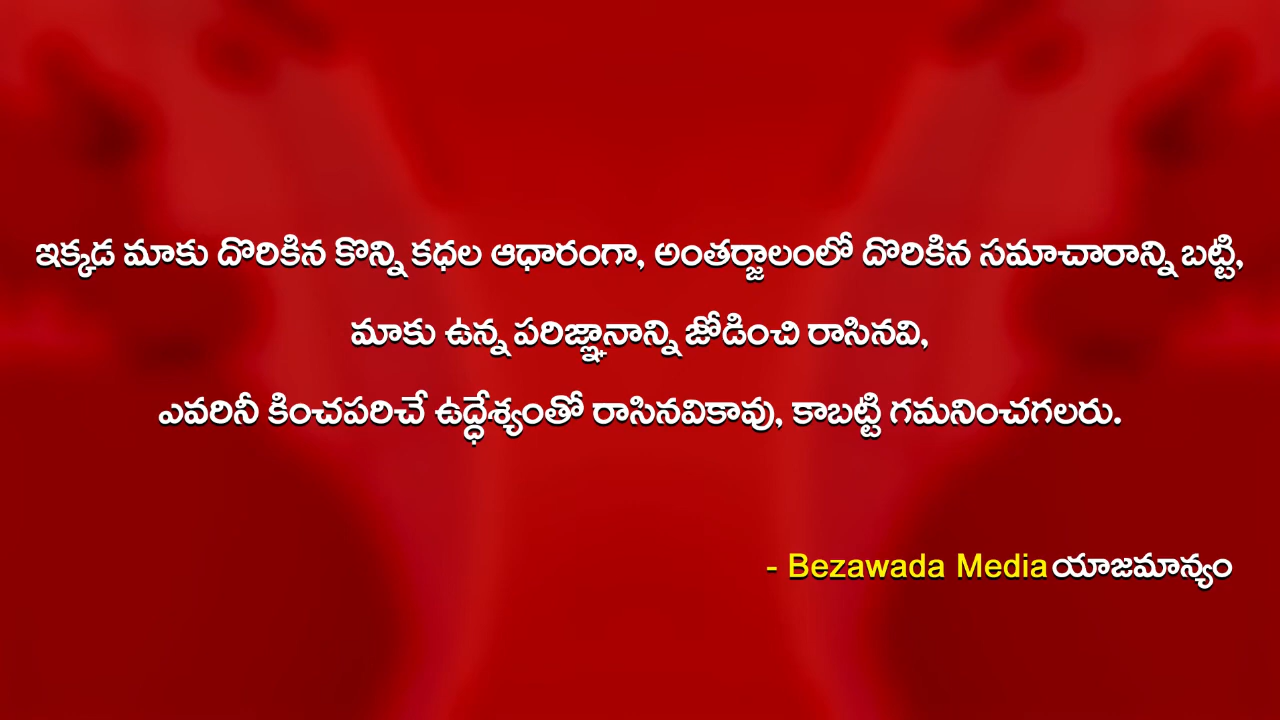 ఇక్కడ మాకు దొరికిన కొన్ని కధల ఆధారంగా, అంతర్జాలంలో దొరికిన సమాచారాన్ని బట్టి,
మాకు ఉన్న పరిజ్ఞానాన్ని జోడించి రాసినవి,
ఎవరినీ కించపరిచే ఉద్ధేశ్యంతో రాసినవికావు, కాబట్టి గమనించగలరు.
- Bezawada Media యాజమాన్యం